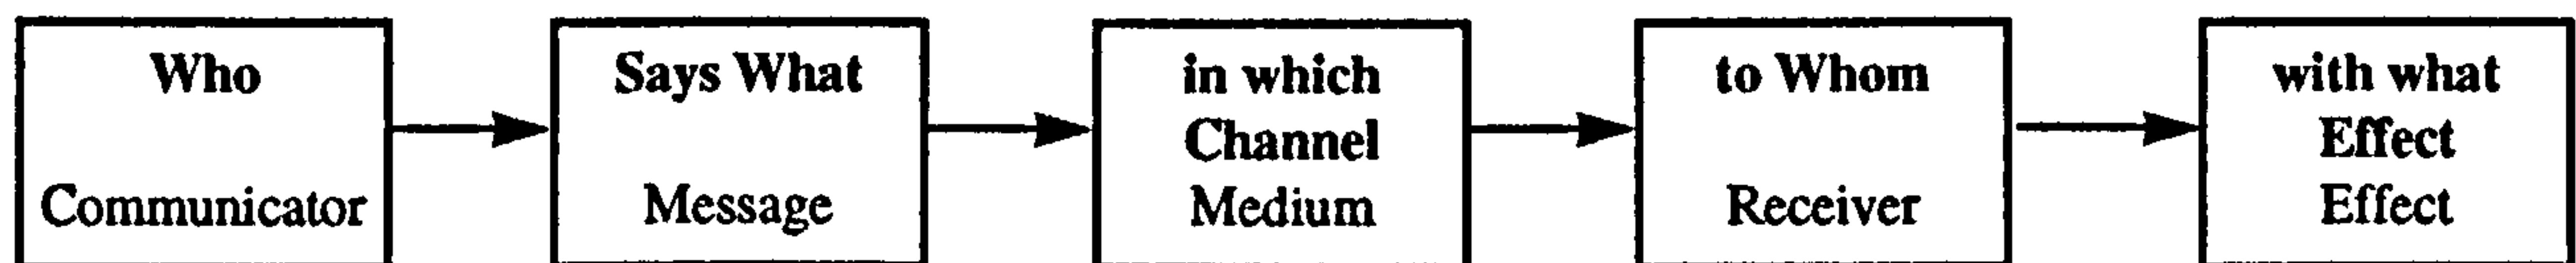 Who
Communicator
Says What
Message
in which
Channel
Medium
to Whom
Receiver
with what
Effect
Effect